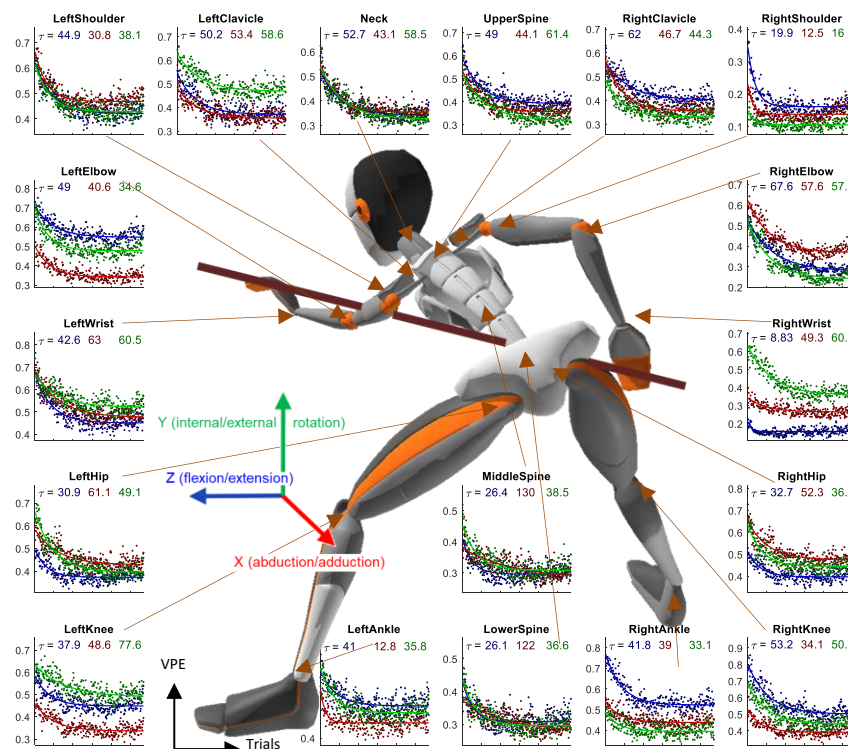 LeftShoulder LeftClavicle Neck UpperSpine RightClavicle RightShoulder
τ = 44.9 30.8 38.1
0.7
0.6
0.5
0.4
τ = 50.2 53.4 58.6
0.6
0.5
0.4
0.3
τ = 52.7 43.1 58.5
0.6
0.5
0.4
0.3
τ = 49 44.1 61.4
0.6
0.5
0.4
0.3
τ = 62 46.7 44.3
0.7
0.6
0.5
0.4
0.3
τ = 19.9 12.5 16
0.4
0.3
0.2
0.1
LeftElbow
τ = 49 40.6 34.6
0.8
0.7
0.6
0.5
0.4
0.3
RightElbow
τ = 67.6 57.6 57.
0.7
0.6
0.5
0.4
0.3
0.2
LeftWrist
τ = 42.6 63 60.5
0.8
0.7
0.6
0.5
0.4
RightWrist
τ = 8.83 49.3 60.
0.7
0.6
0.5
0.4
0.3
0.2
Y (internal/external rotation)
Z (flexion/extension)
X (abduction/adduction)
LeftHip
τ = 30.9 61.1 49.1
0.7
0.6
0.5
0.4
MiddleSpine
τ = 26.4 130 38.5
0.5
0.4
0.3
RightHip
τ = 32.7 52.3 36.
0.8
0.7
0.6
0.5
0.4
LeftKnee
τ = 37.9 48.6 77.6
0.7
0.6
0.5
0.4
0.3
VPE
Trials
LeftAnkle
τ = 41 12.8 35.8
0.4
LowerSpine
τ = 26.1 122 36.6
0.5
0.4
0.3
RightAnkle
τ = 41.8 39 33.1
0.8
0.7
0.6
0.5
0.4
RightKnee
τ = 53.2 34.1 50.
0.9
0.8
0.7
0.6
0.5
0.4
0.3